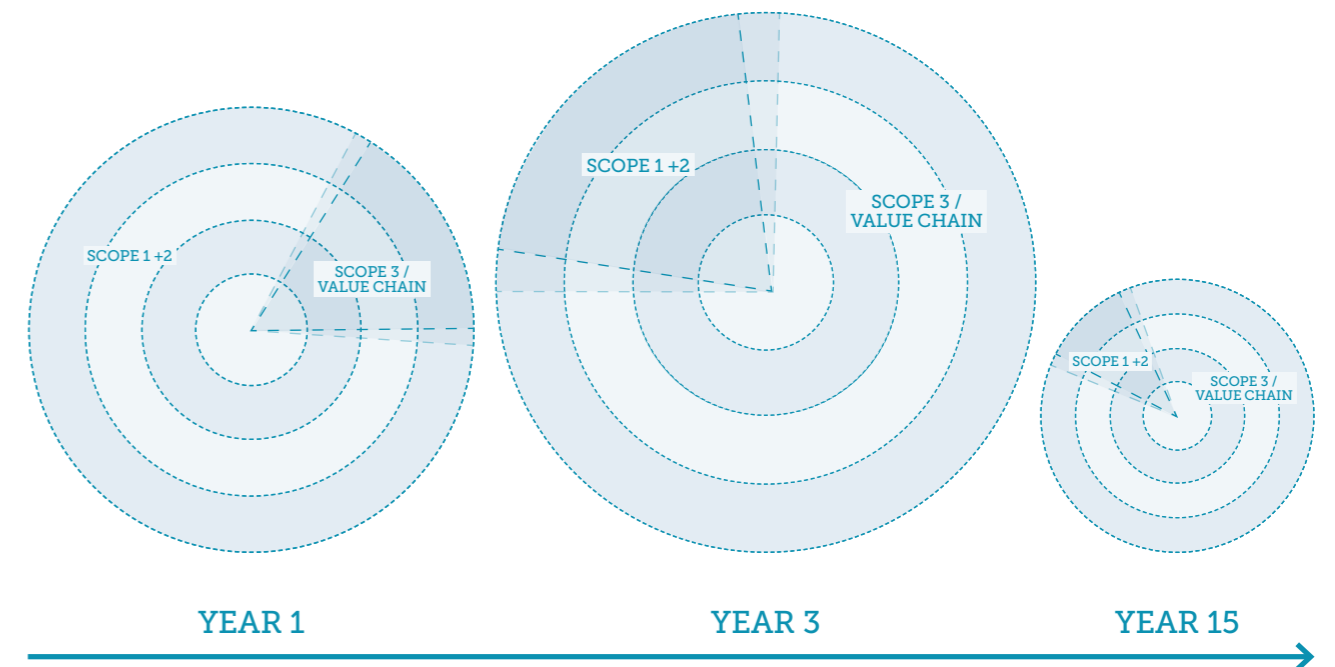 SCOPE 1 +2
SCOPE 3 /
VALUE CHAIN
SCOPE 1 +2
SCOPE 3 /
VALUE CHAIN
SCOPE 1 +2
SCOPE 3 /
VALUE CHAIN
YEAR 1
YEAR 3
YEAR 15